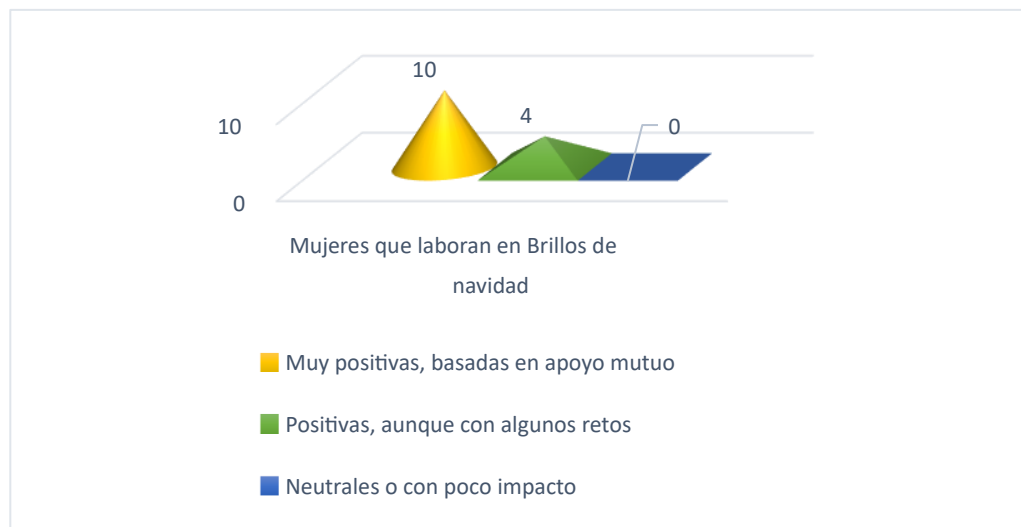 10
4
0
10
0
Mujeres que laboran en Brillos de
navidad
Muy positivas, basadas en apoyo mutuo
Positivas, aunque con algunos retos
Neutrales o con poco impacto